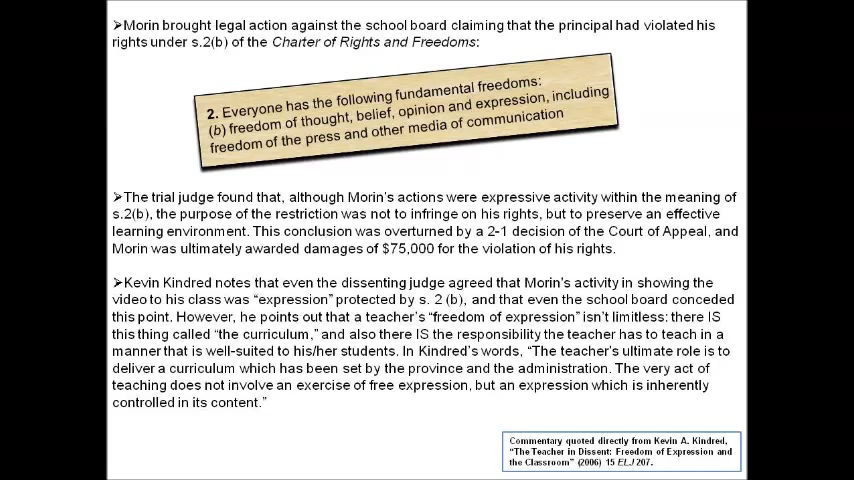 ➢Morin brought legal action against the school board claiming that the principal had violated his
rights under s.2(b) of the Charter of Rights and Freedoms:
2. Everyone has the following fundamental freedoms:
(b) freedom of thought, belief, opinion and expression, including
freedom of the press and other media of communication
➢The trial judge found that, although Morin's actions were expressive activity within the meaning of
s.2(b), the purpose of the restriction was not to infringe on his rights, but to preserve an effective
learning environment. This conclusion was overturned by a 2-1 decision of the Court of Appeal, and
Morin was ultimately awarded damages of $75,000 for the violation of his rights.
➢Kevin Kindred notes that even the dissenting judge agreed that Morin's activity in showing the
video to his class was “expression” protected by s. 2 (b), and that even the school board conceded
this point. However, he points out that a teacher's “freedom of expression” isn't limitless; there IS
this thing called “the curriculum,” and also there IS the responsibility the teacher has to teach in a
manner that is well-suited to his/her students. In Kindred's words, “The teacher's ultimate role is to
deliver a curriculum which has been set by the province and the administration. The very act of
teaching does not involve an exercise of free expression, but an expression which is inherently
controlled in its content.”
Commentary quoted directly from Kevin A. Kindred,
“The Teacher in Dissent: Freedom of Expression and
the Classroom” (2006) 15 ELJ 207.